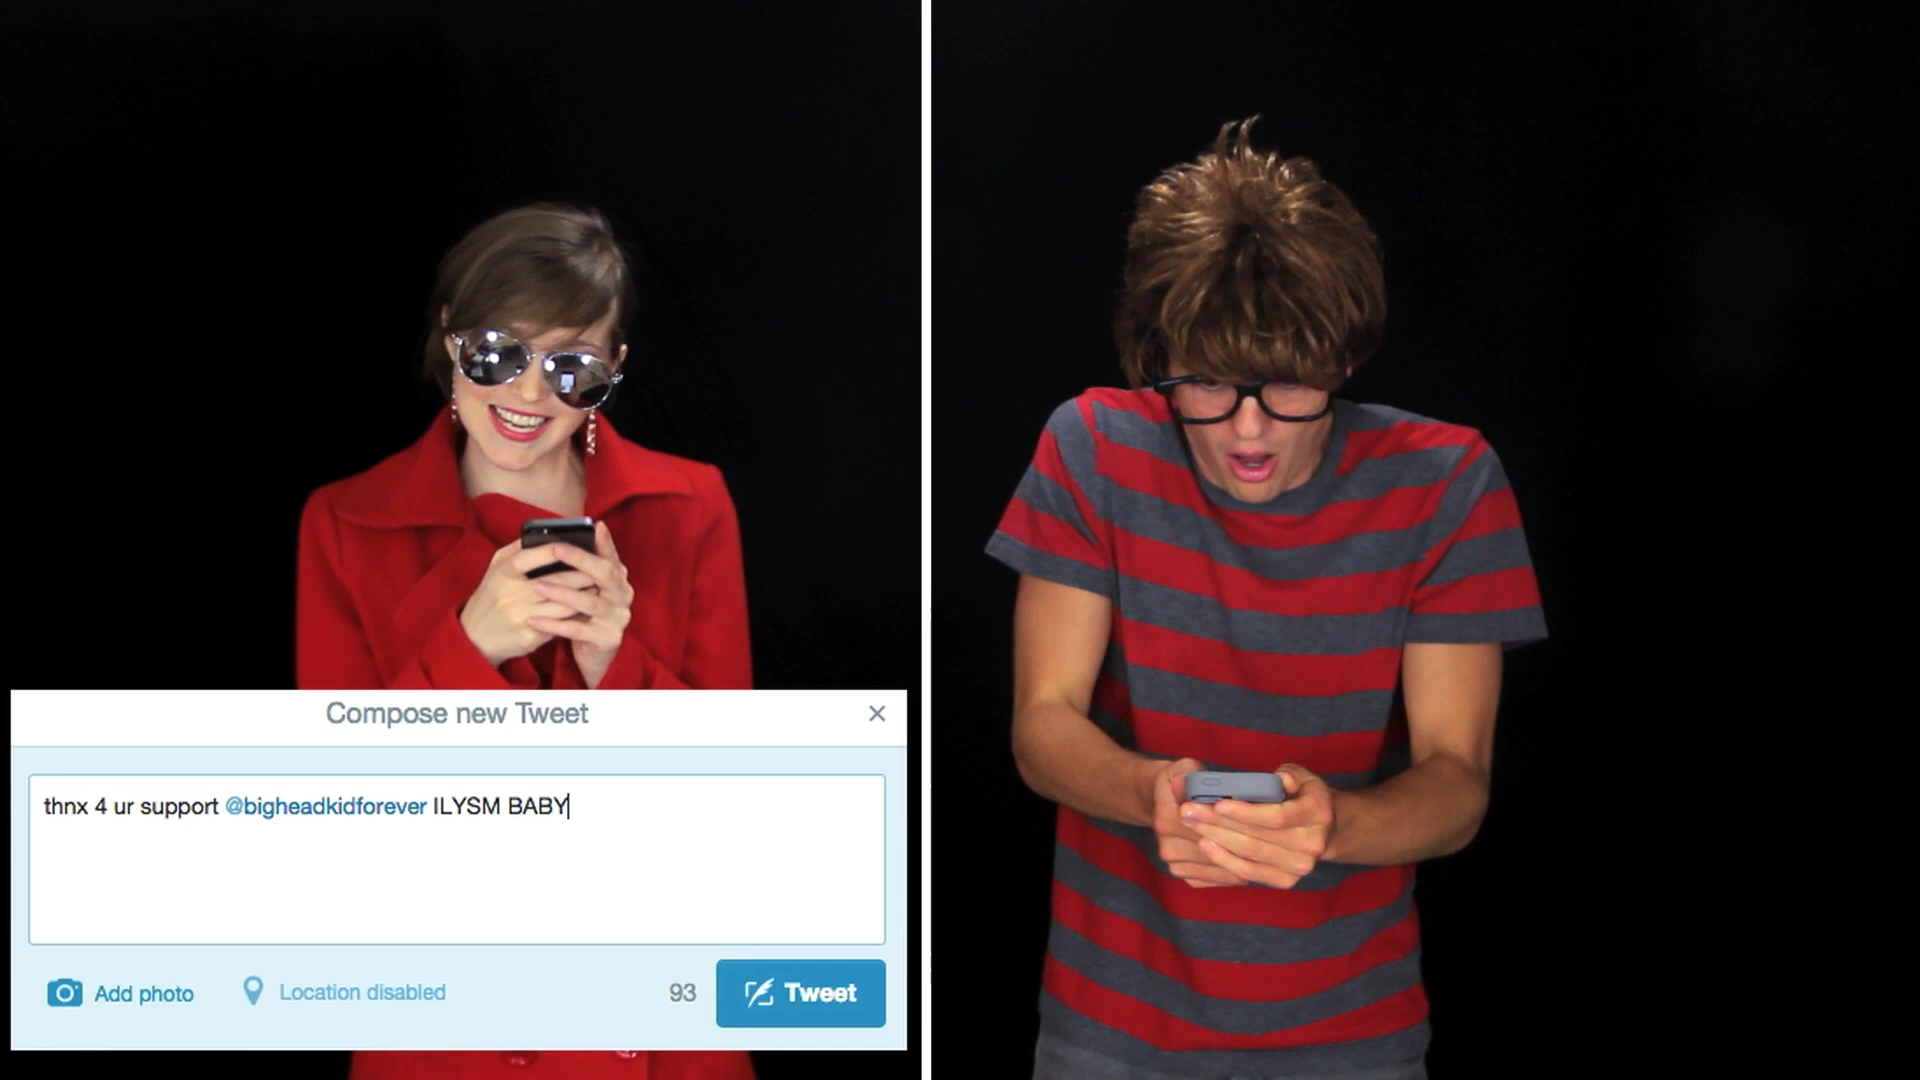 Compose new Tweet
thnx 4 ur support @bigheadkidforever ILYSM BABY
Add photo
Location disabled
93
Tweet